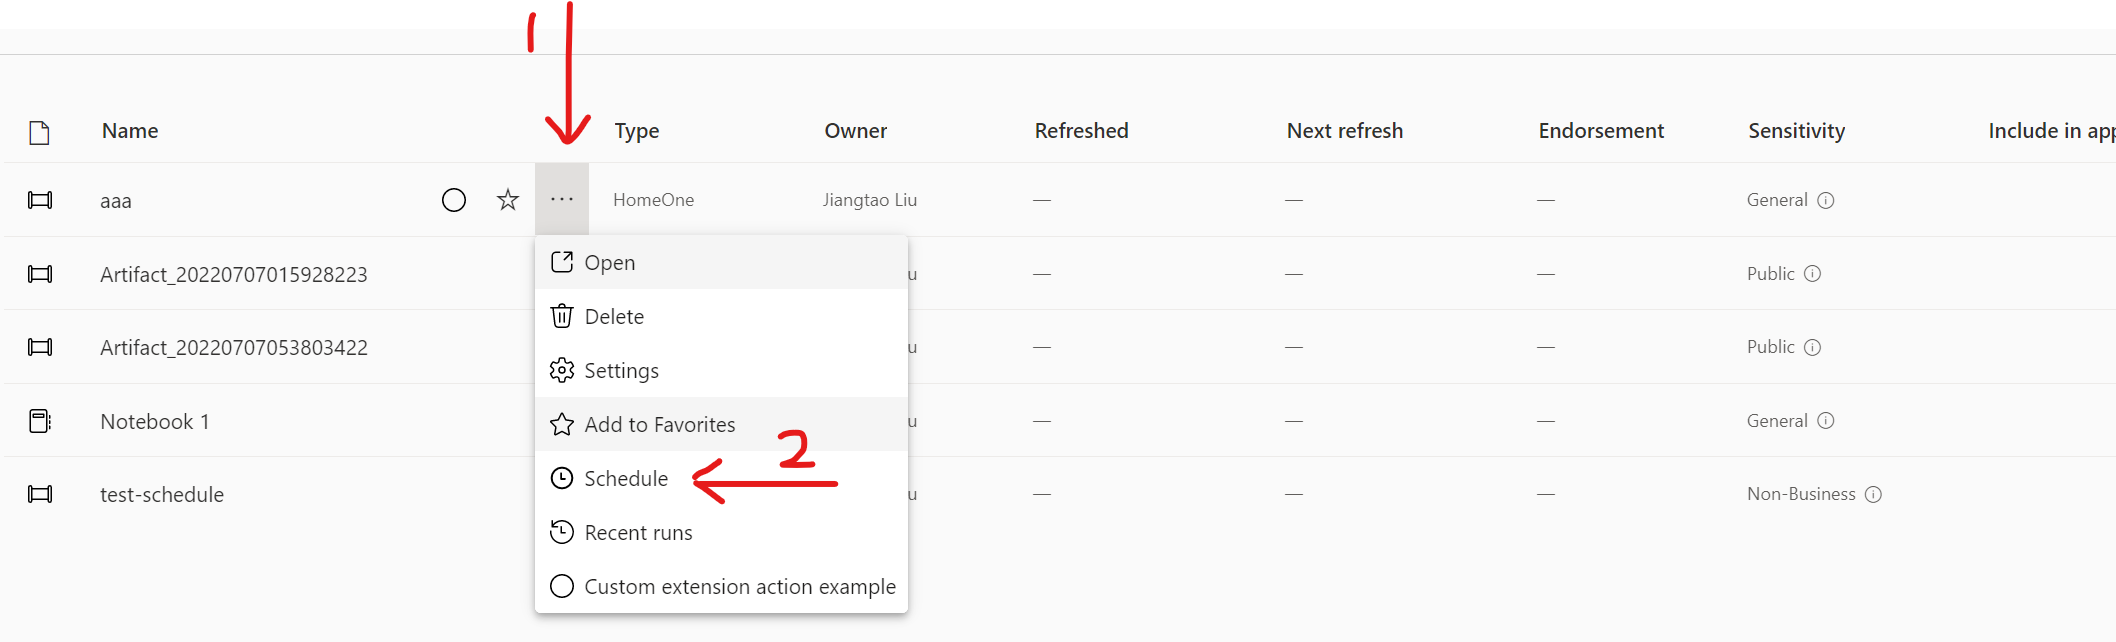 1
Name Type Owner Refreshed Next refresh Endorsement Sensitivity Include in app
aaa ... HomeOne Jiangtao Liu — — — General
Open
Artifact_20220707015928223 u — — — Public
Delete
Artifact_20220707053803422 u — — — Public
Settings
Notebook 1 u — — — General
Add to Favorites
2
Schedule
test-schedule u — — — Non-Business
Recent runs
Custom extension action example